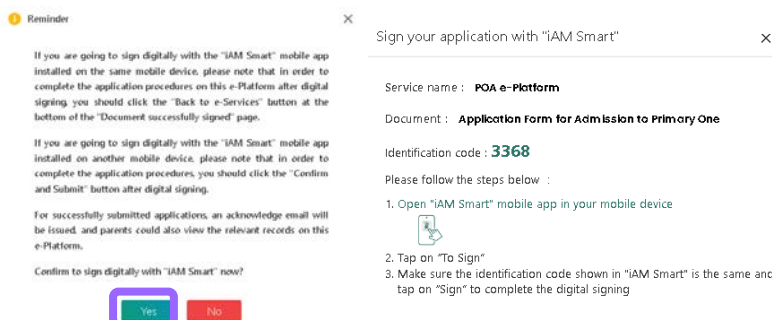 Reminder
If you are going to sign digitally with the "iAM Smart" mobile app
installed on the same mobile device, please note that in order to
complete the application procedures on this e-Platform after digital
signing, you should click the "Back to e-Services" button at the
bottom of the "Document successfully signed" page.
If you are going to sign digitally with the "iAM Smart" mobile app
installed on another mobile device, please note that in order to
complete the application procedures, you should click the "Confirm
and Submit" button after digital signing.
For successfully submitted applications, an acknowledge email will
be issued, and parents could also view the relevant records on this
e-Platform.
Confirm to sign digitally with "iAM Smart" now?
Yes No
Sign your application with "iAM Smart"
Service name : POA e-Platform
Document : Application Form for Admission to Primary One
Identification code : 3368
Please follow the steps below :
1. Open "iAM Smart" mobile app in your mobile device
2. Tap on "To Sign"
3. Make sure the identification code shown in "iAM Smart" is the same and
tap on "Sign" to complete the digital signing